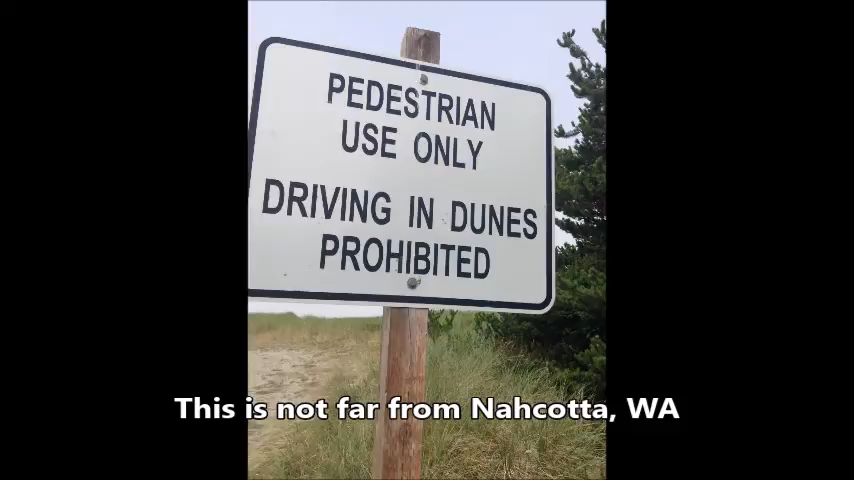 PEDESTRIAN
USE ONLY
DRIVING IN DUNES
PROHIBITED
This is not far from Nahcotta, WA